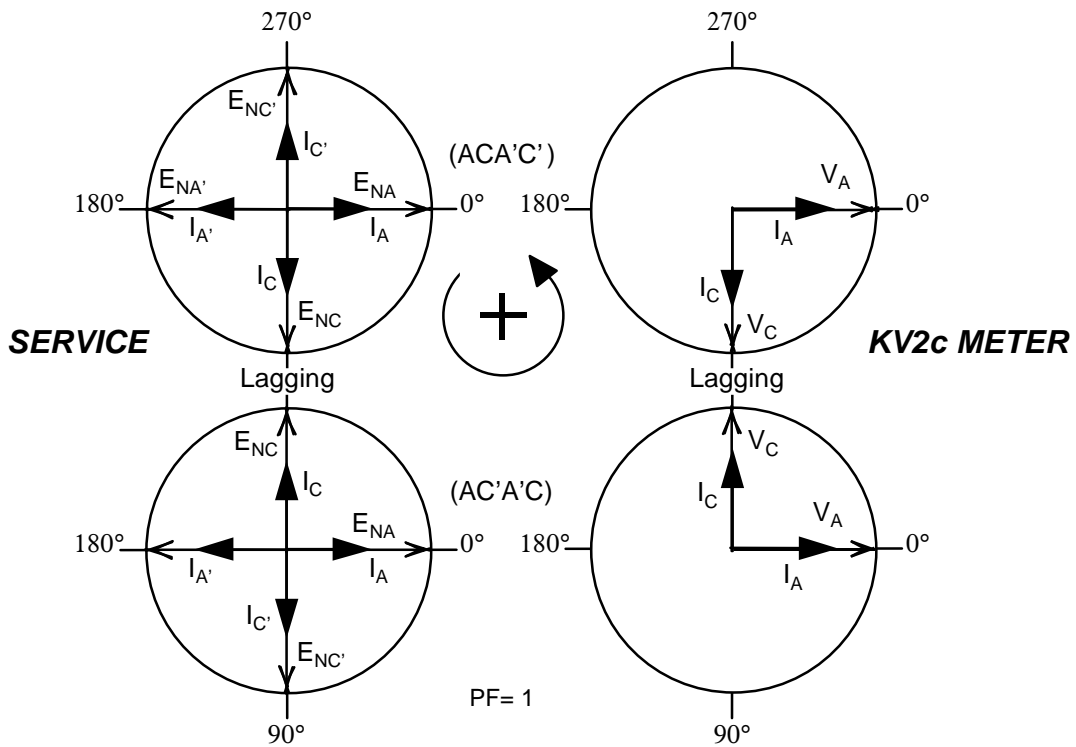 270°
270°
E_NC'
I_C'
(ACA'C')
E_NA'
E_NA
V_A
180°
0°
180°
0°
I_A'
I_A
I_A
I_C
I_C
E_NC
V_C
SERVICE
KV2c METER
Lagging
Lagging
E_NC
V_C
I_C
(AC'A'C)
I_C
E_NA
V_A
180°
0°
180°
0°
I_A'
I_A
I_A
I_C'
E_NC'
PF= 1
90°
90°